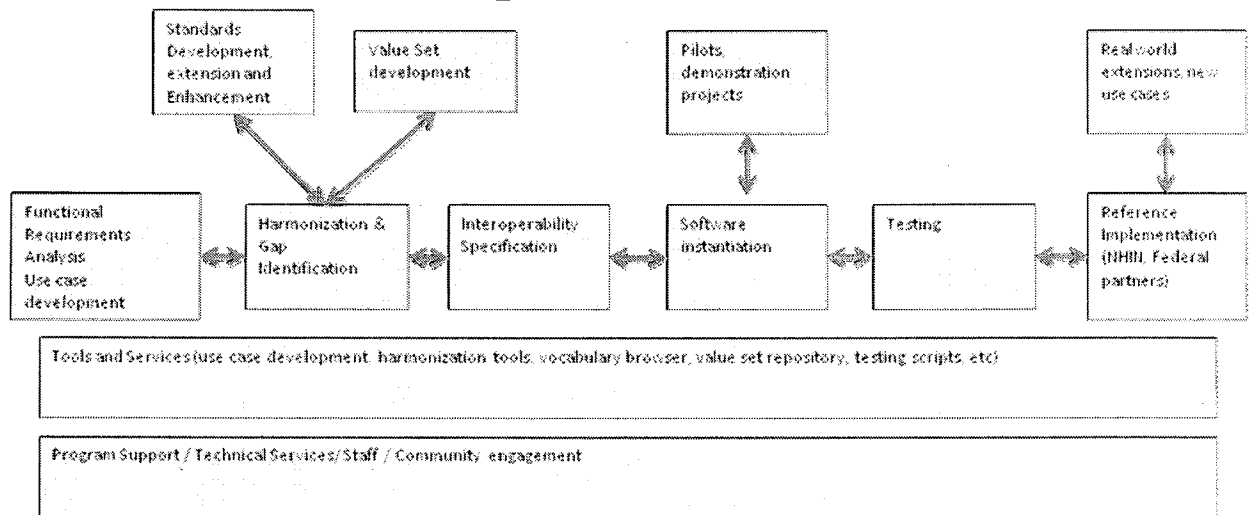 Standards
Development,
extension and
Enhancement
Value Set
development
Pilots,
demonstration
projects
Real world
extensions, new
use cases
Functional
Requirements
Analysis
Use case
development
Harmonization &
Gap
Identification
Interoperability
Specification
Software
instantiation
Testing
Reference
Implementation
(NHIN, Federal
partners)
Tools and Services (use case development, harmonization tools, vocabulary browser, value set repository, testing scripts, etc)
Program Support / Technical Services/ Staff / Community engagement